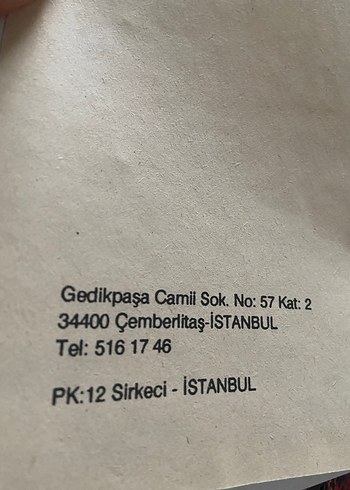 Gedikpaşa Camii Sok. No: 57 Kat: 2
34400 Çemberlitaş-İSTANBUL
Tel: 516 17 46
PK:12 Sirkeci - İSTANBUL